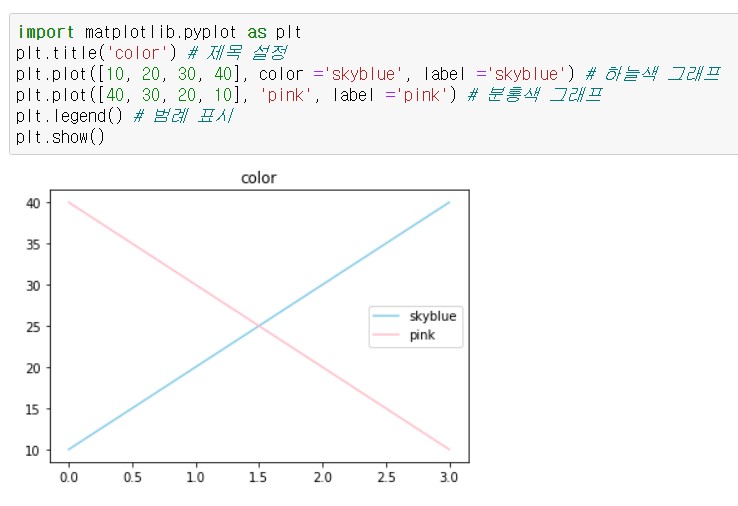 import matplotlib.pyplot as plt
plt.title('color') # 제목 설정
plt.plot([10, 20, 30, 40], color ='skyblue', label ='skyblue') # 하늘색 그래프
plt.plot([40, 30, 20, 10], 'pink', label ='pink') # 분홍색 그래프
plt.legend() # 범례 표시
plt.show()
color
40
35
30
25
20
15
10
skyblue
pink
0.0 0.5 1.0 1.5 2.0 2.5 3.0